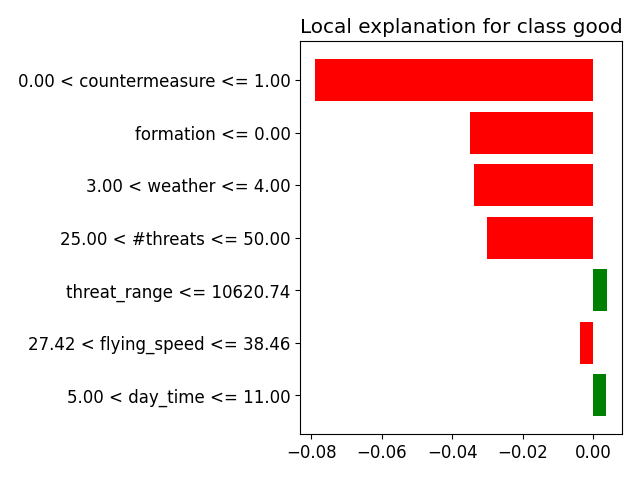 Local explanation for class good
0.00 < countermeasure <= 1.00
formation <= 0.00
3.00 < weather <= 4.00
25.00 < #threats <= 50.00
threat_range <= 10620.74
27.42 < flying_speed <= 38.46
5.00 < day_time <= 11.00
−0.08 −0.06 −0.04 −0.02 0.00